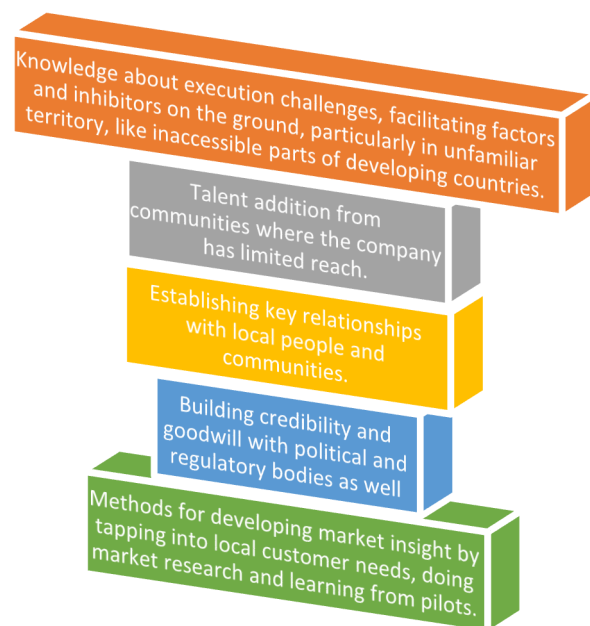 Knowledge about execution challenges, facilitating factors
and inhibitors on the ground, particularly in unfamiliar
territory, like inaccessible parts of developing countries.
Talent addition from
communities where the company
has limited reach.
Establishing key relationships
with local people and
communities.
Building credibility and
goodwill with political and
regulatory bodies as well
Methods for developing market insight by
tapping into local customer needs, doing
market research and learning from pilots.